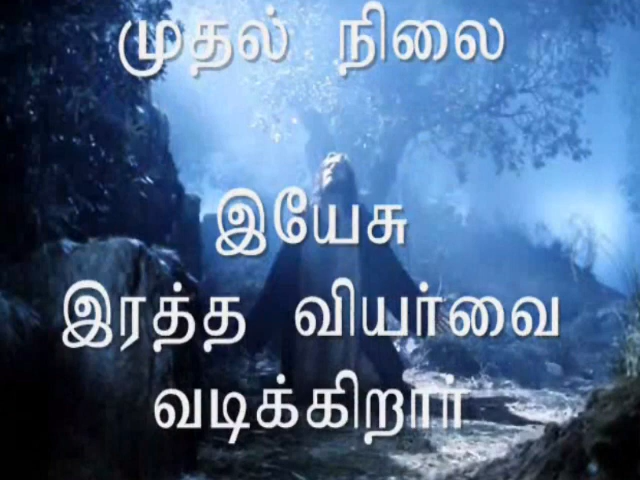 முதல் நிலை
இயேசு
இரத்த வியர்வை
வடிக்கிறார்